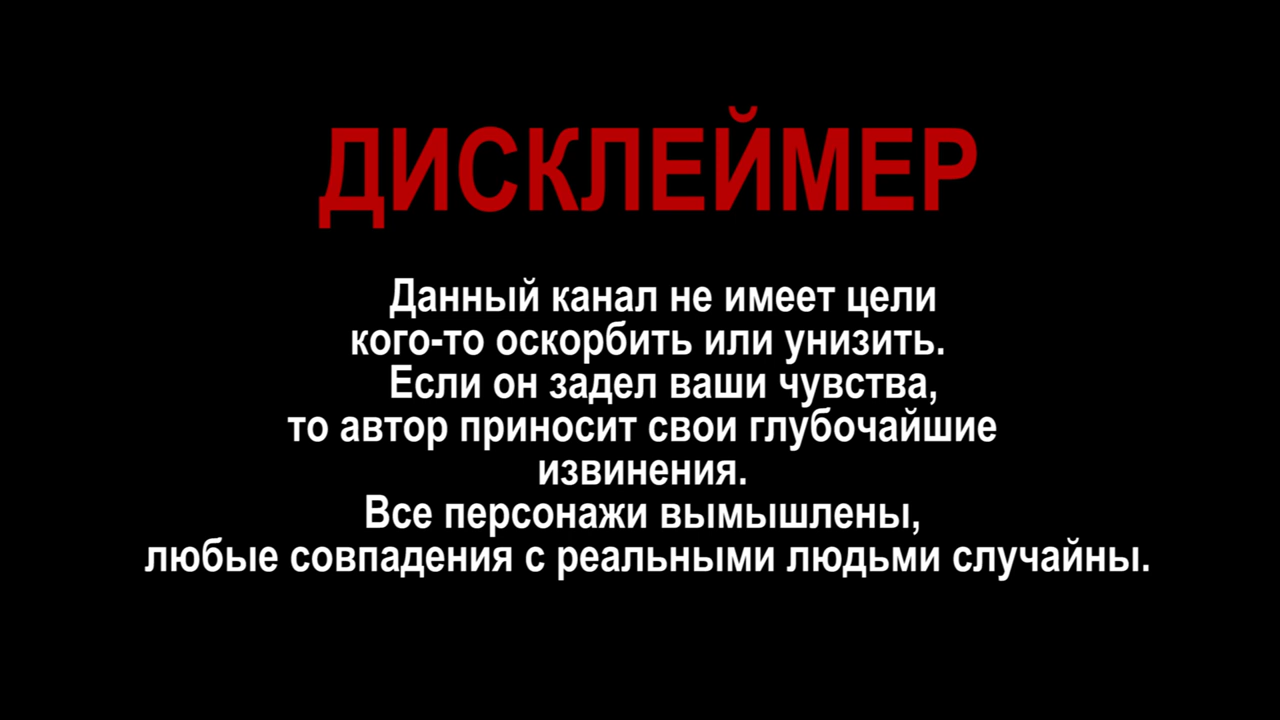 ДИСКЛЕЙМЕР
Данный канал не имеет цели
кого-то оскорбить или унизить.
Если он задел ваши чувства,
то автор приносит свои глубочайшие
извинения.
Все персонажи вымышлены,
любые совпадения с реальными людьми случайны.